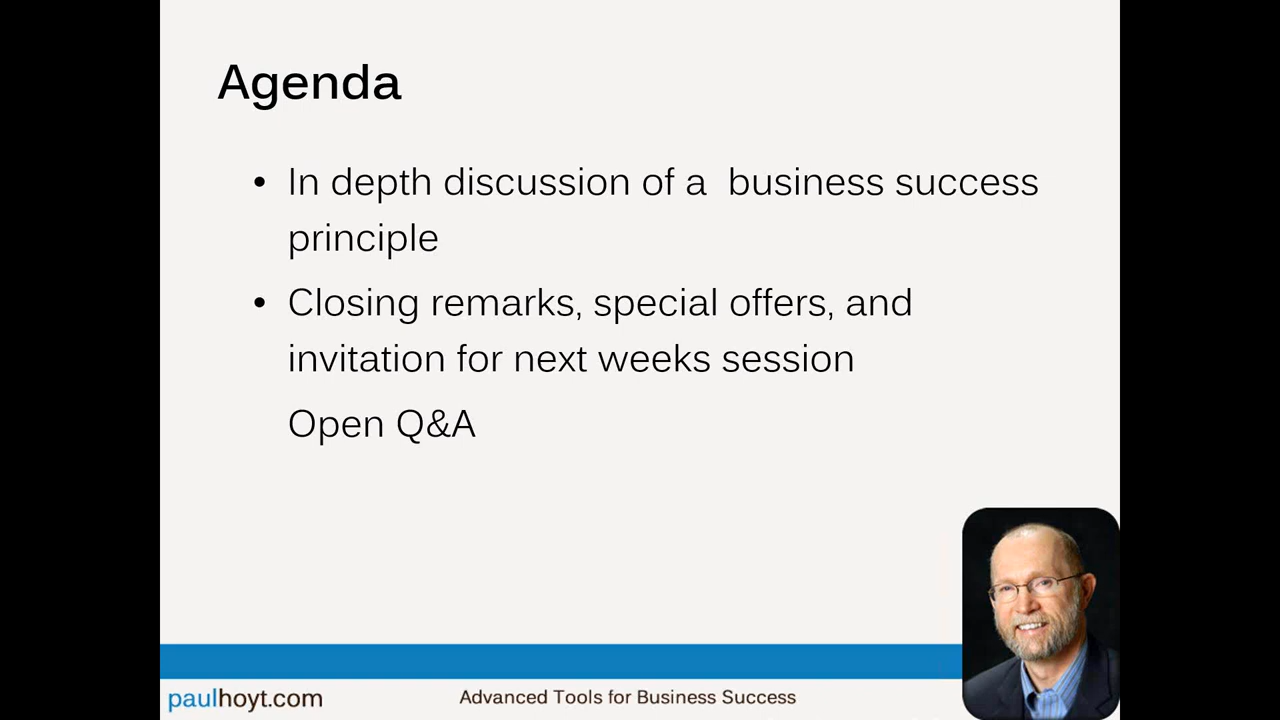 Agenda
• In depth discussion of a  business success
principle
• Closing remarks, special offers, and
invitation for next weeks session
Open Q&A
paulhoyt.com
Advanced Tools for Business Success